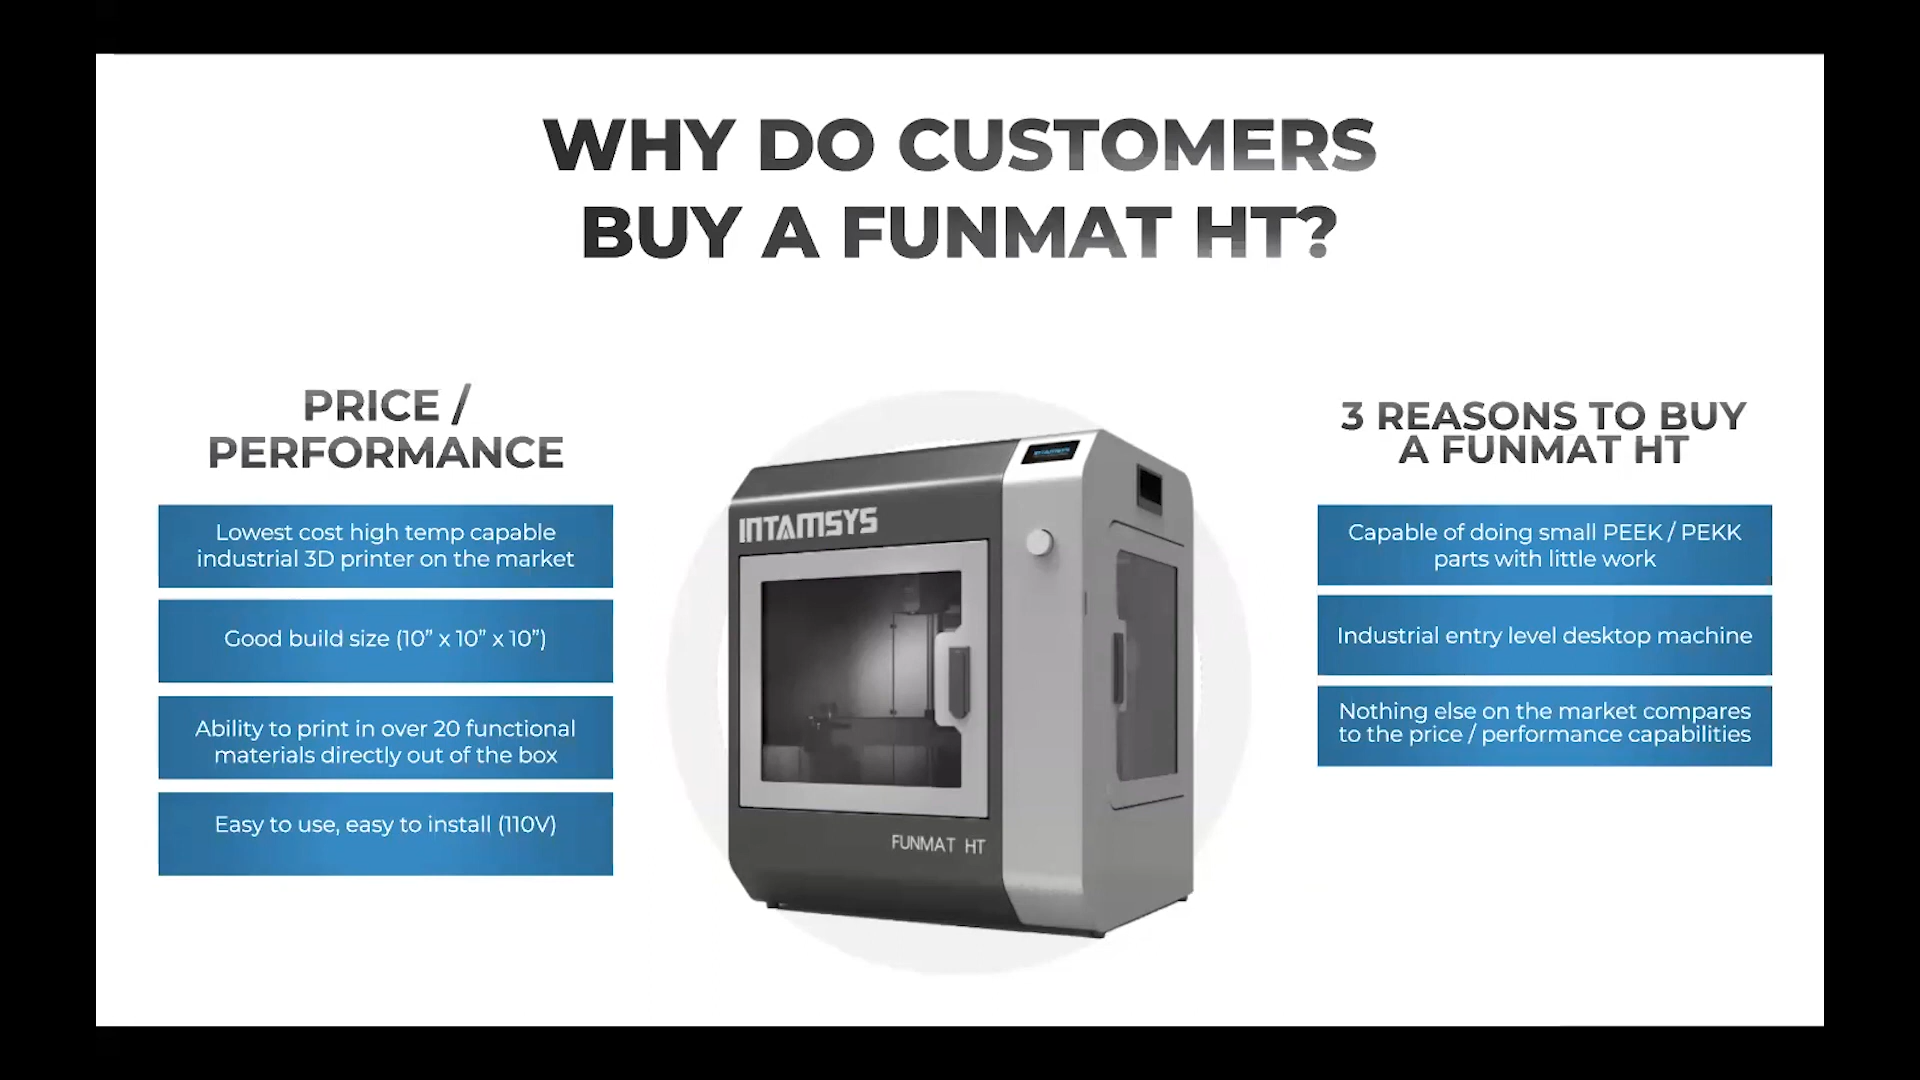 WHY DO CUSTOMERS
BUY A FUNMAT HT?
PRICE /
PERFORMANCE
Lowest cost high temp capable
industrial 3D printer on the market
Good build size (10” x 10” x 10”)
Ability to print in over 20 functional
materials directly out of the box
Easy to use, easy to install (110V)
INTAMSYS
INTAMSYS
FUNMAT HT
3 REASONS TO BUY
A FUNMAT HT
Capable of doing small PEEK / PEKK
parts with little work
Industrial entry level desktop machine
Nothing else on the market compares
to the price / performance capabilities